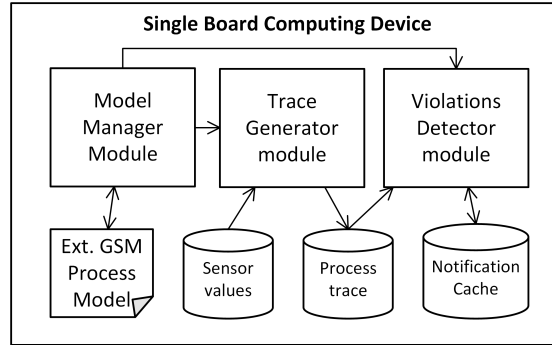 Single Board Computing Device
Model
Manager
Module
Trace
Generator
module
Violations
Detector
module
Ext. GSM
Process
Model
Sensor
values
Process
trace
Notification
Cache